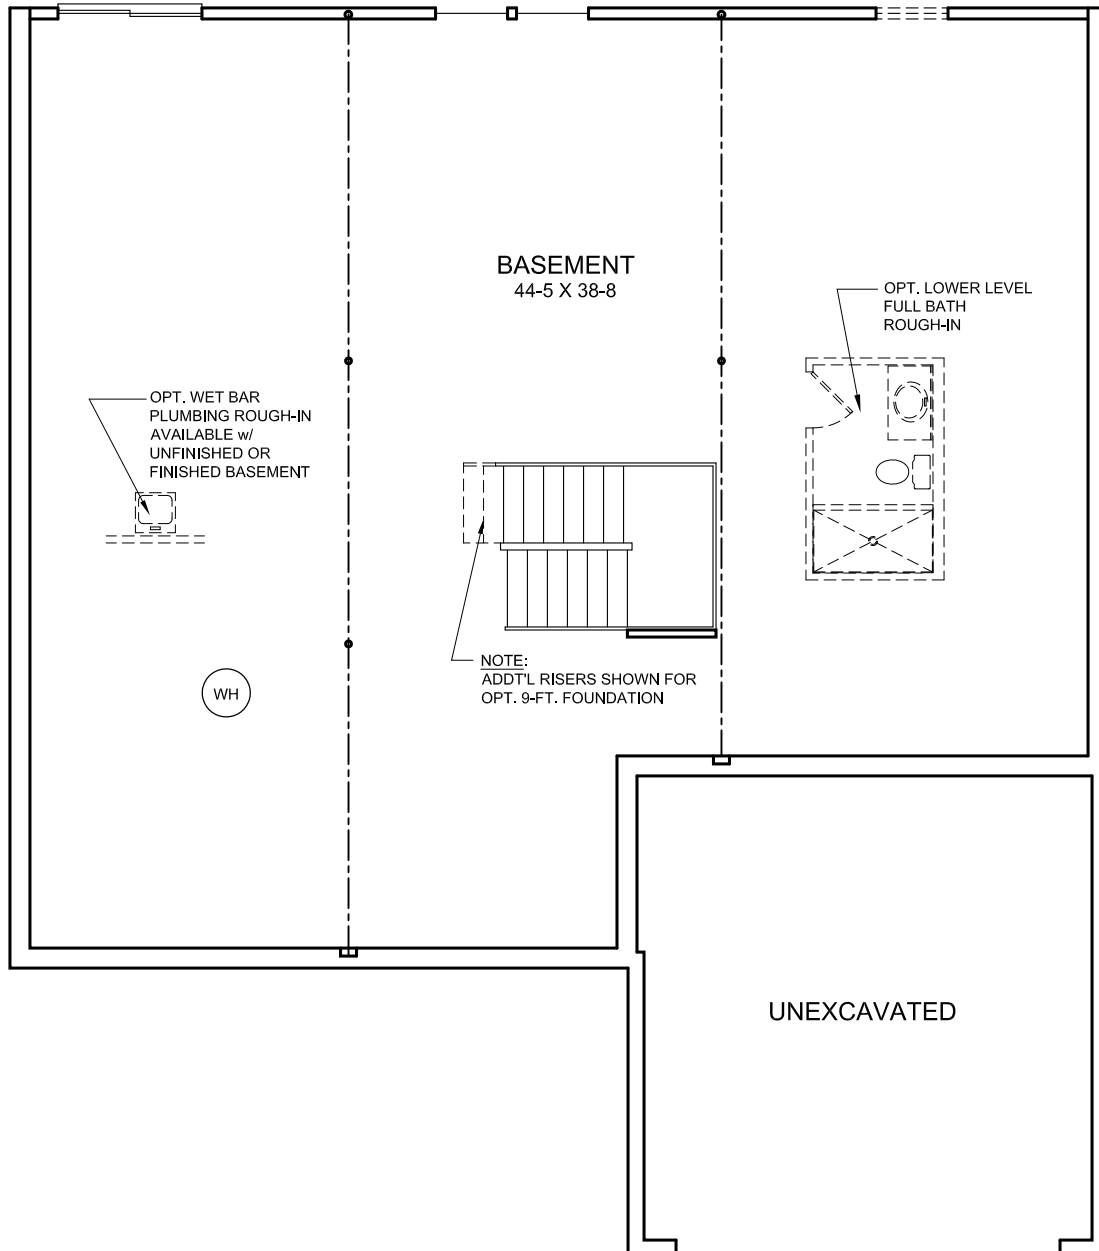 BASEMENT
44-5 X 38-8
OPT. LOWER LEVEL
FULL BATH
ROUGH-IN
OPT. WET BAR
PLUMBING ROUGH-IN
AVAILABLE w/
UNFINISHED OR
FINISHED BASEMENT
NOTE:
ADDT'L RISERS SHOWN FOR
OPT. 9-FT. FOUNDATION
WH
UNEXCAVATED